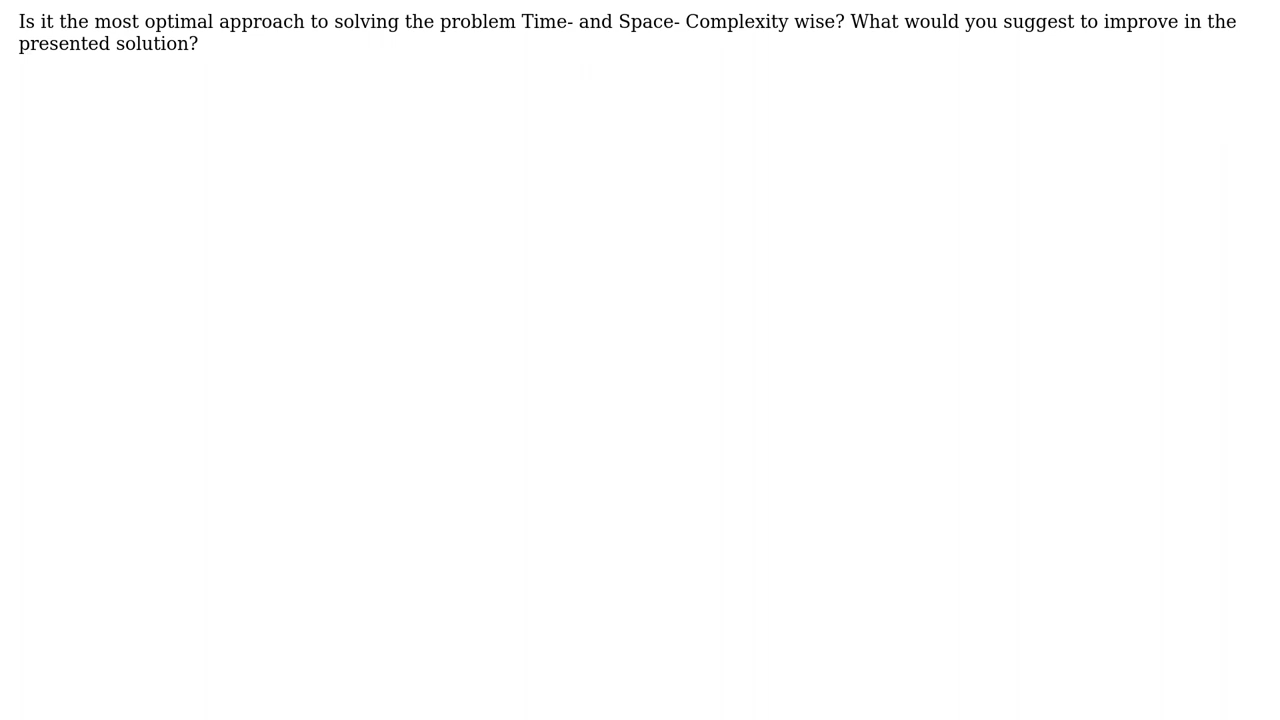 Is it the most optimal approach to solving the problem Time- and Space- Complexity wise? What would you suggest to improve in the
presented solution?